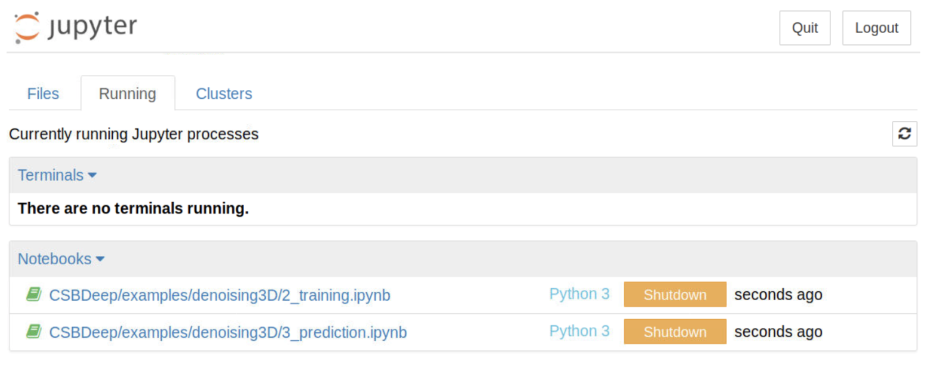 jupyter
Quit Logout
Files Running Clusters
Currently running Jupyter processes
Terminals
There are no terminals running.
Notebooks
CSBDeep/examples/denoising3D/2_training.ipynb Python 3 Shutdown seconds ago
CSBDeep/examples/denoising3D/3_prediction.ipynb Python 3 Shutdown seconds ago